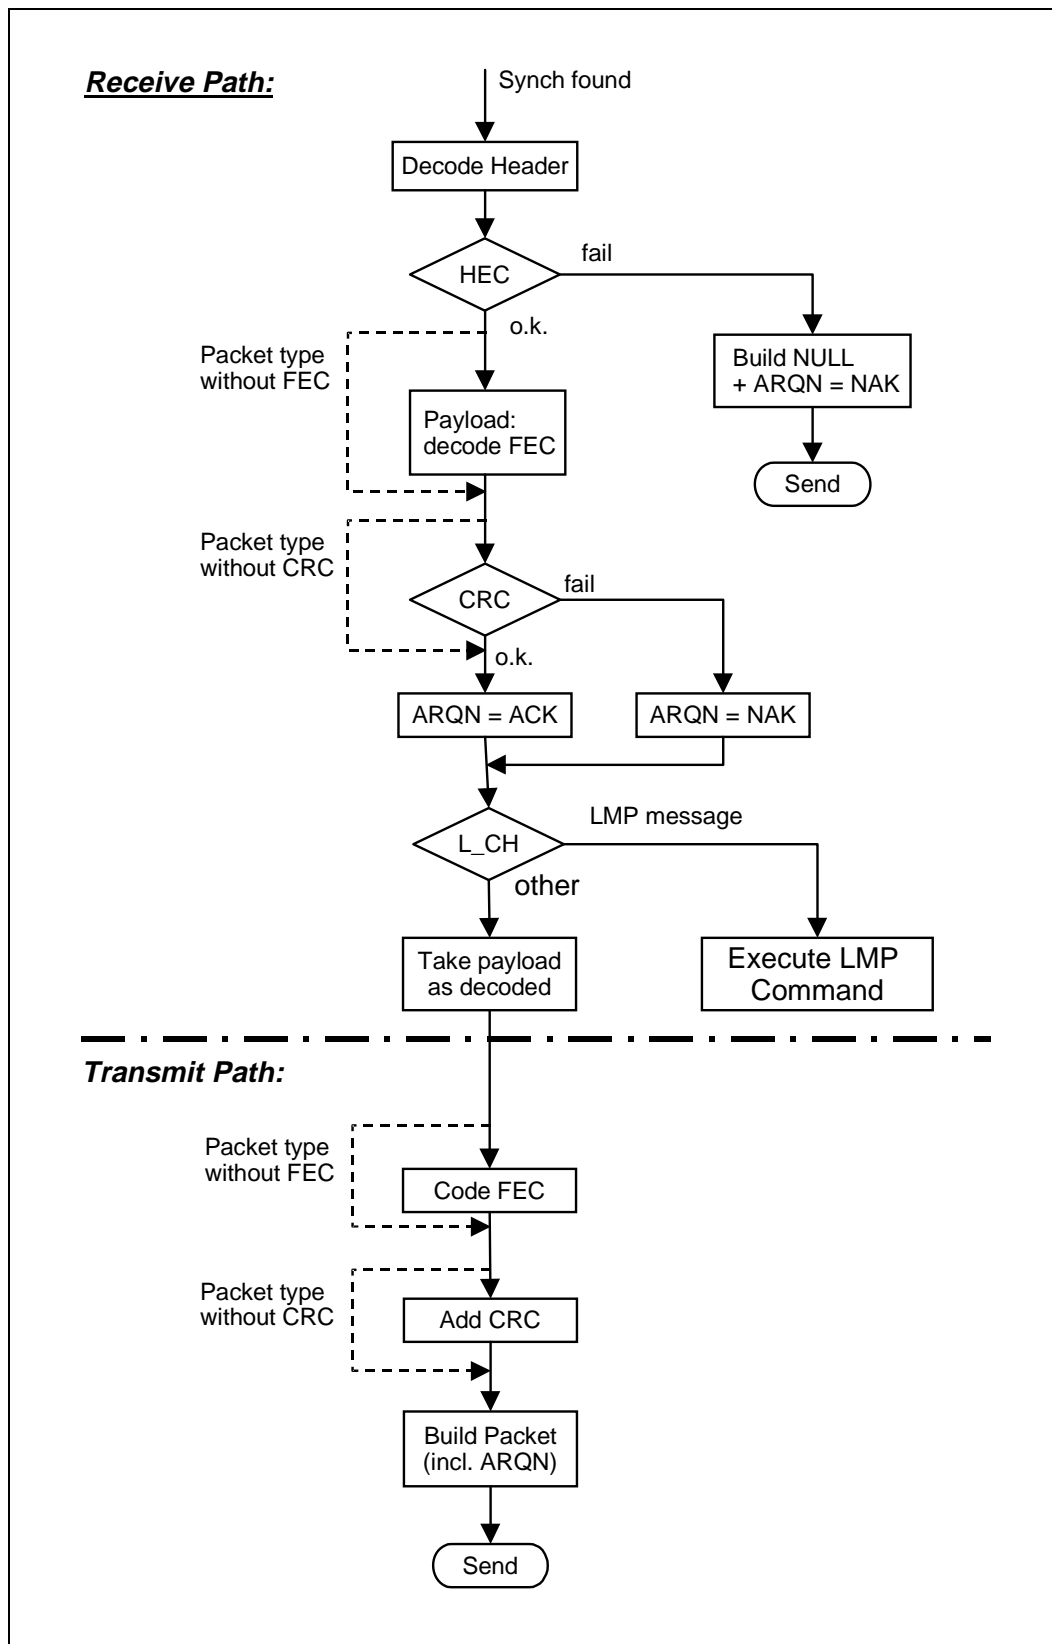 Receive Path:
Synch found
Decode Header
HEC
fail
o.k.
Packet type
without FEC
Build NULL
+ ARQN = NAK
Payload:
decode FEC
Send
Packet type
without CRC
CRC
fail
o.k.
ARQN = ACK
ARQN = NAK
LMP message
L_CH
other
Take payload
as decoded
Execute LMP
Command
Transmit Path:
Packet type
without FEC
Code FEC
Packet type
without CRC
Add CRC
Build Packet
(incl. ARQN)
Send